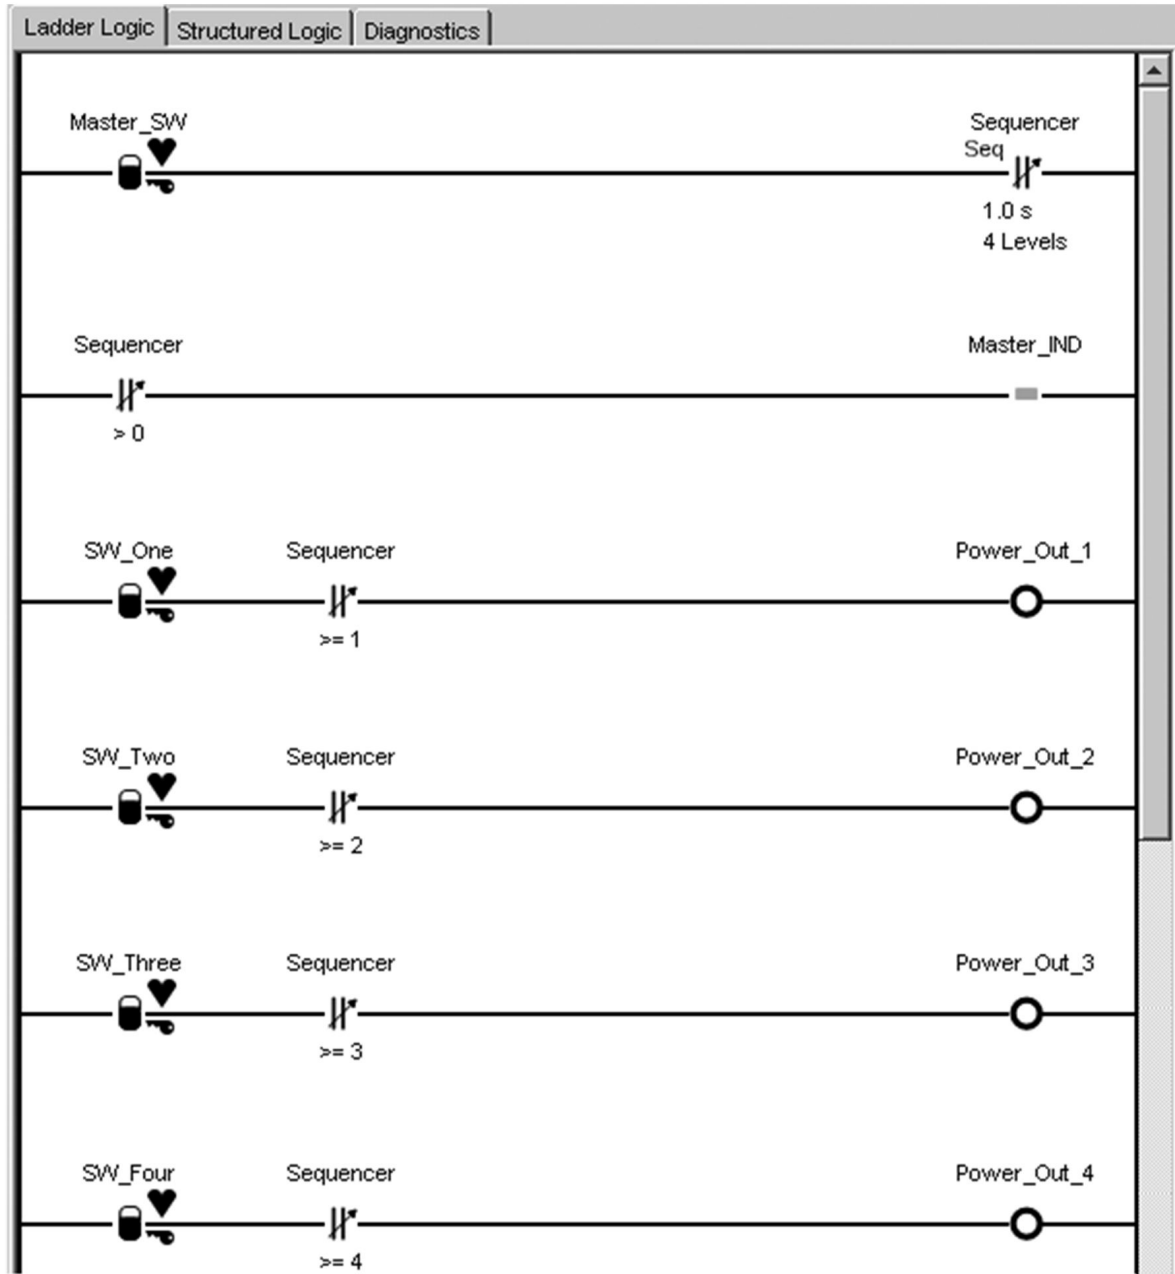 Ladder Logic Structured Logic Diagnostics
Master_SW Sequencer
Seq
1.0 s
4 Levels
Sequencer Master_IND
> 0
SW_One Sequencer Power_Out_1
>= 1
SW_Two Sequencer Power_Out_2
>= 2
SW_Three Sequencer Power_Out_3
>= 3
SW_Four Sequencer Power_Out_4
>= 4